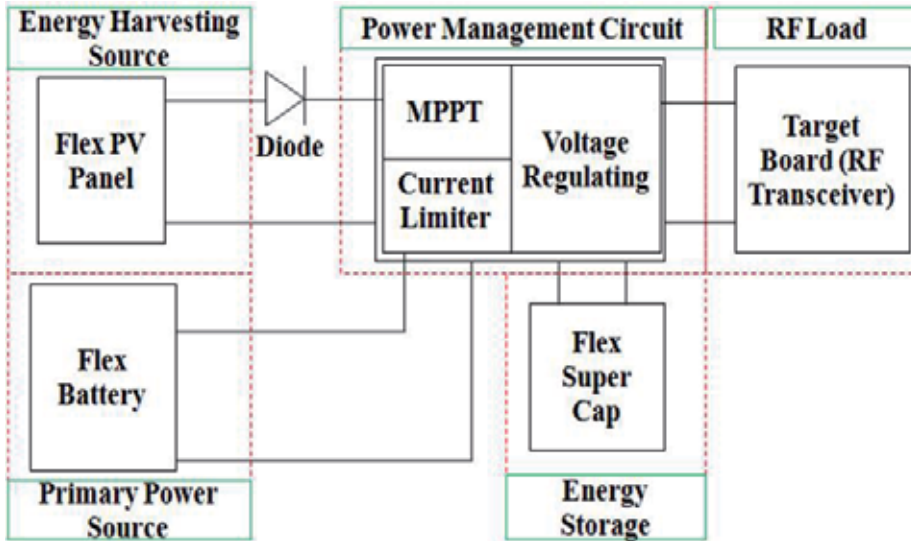 Energy Harvesting
Source
Power Management Circuit
RF Load
Flex PV
Panel
Diode
MPPT
Current
Limiter
Voltage
Regulating
Target
Board (RF
Transceiver)
Flex
Battery
Flex
Super
Cap
Primary Power
Source
Energy
Storage